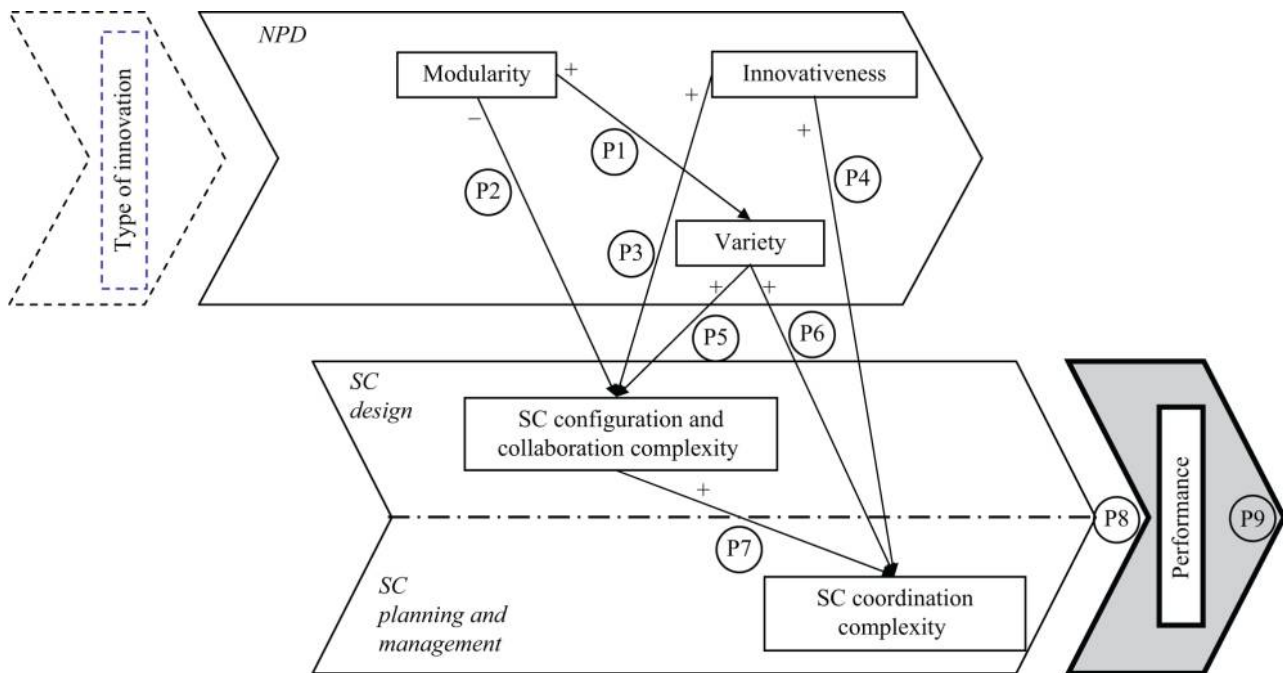 NPD
Type of innovation
Modularity
+
Innovativeness
+
−
+
P1
P2
P3
P4
Variety
+
+
P5
P6
SC
design
SC configuration and
collaboration complexity
+
P7
P8
Performance
P9
SC
planning and
management
SC coordination
complexity